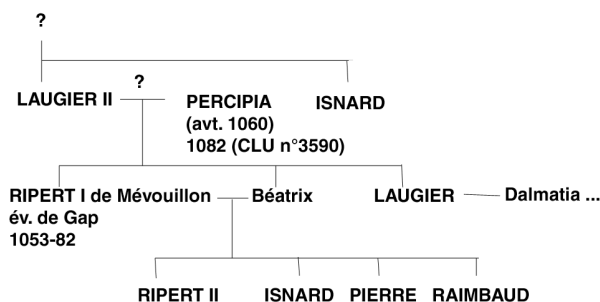 ?
?
LAUGIER II PERCIPIA ISNARD
(avt. 1060)
1082 (CLU n°3590)
RIPERT I de Mévouillon Béatrix LAUGIER Dalmatia ...
év. de Gap
1053-82
RIPERT II ISNARD PIERRE RAIMBAUD